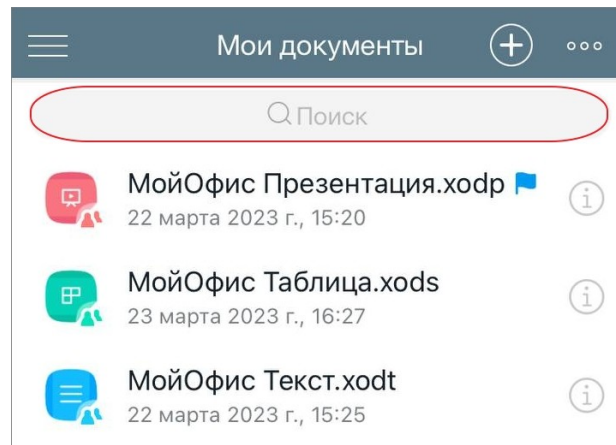 Мои документы
Поиск
МойОфис Презентация.xodp
22 марта 2023 г., 15:20
МойОфис Таблица.xods
23 марта 2023 г., 16:27
МойОфис Текст.xodt
22 марта 2023 г., 15:25